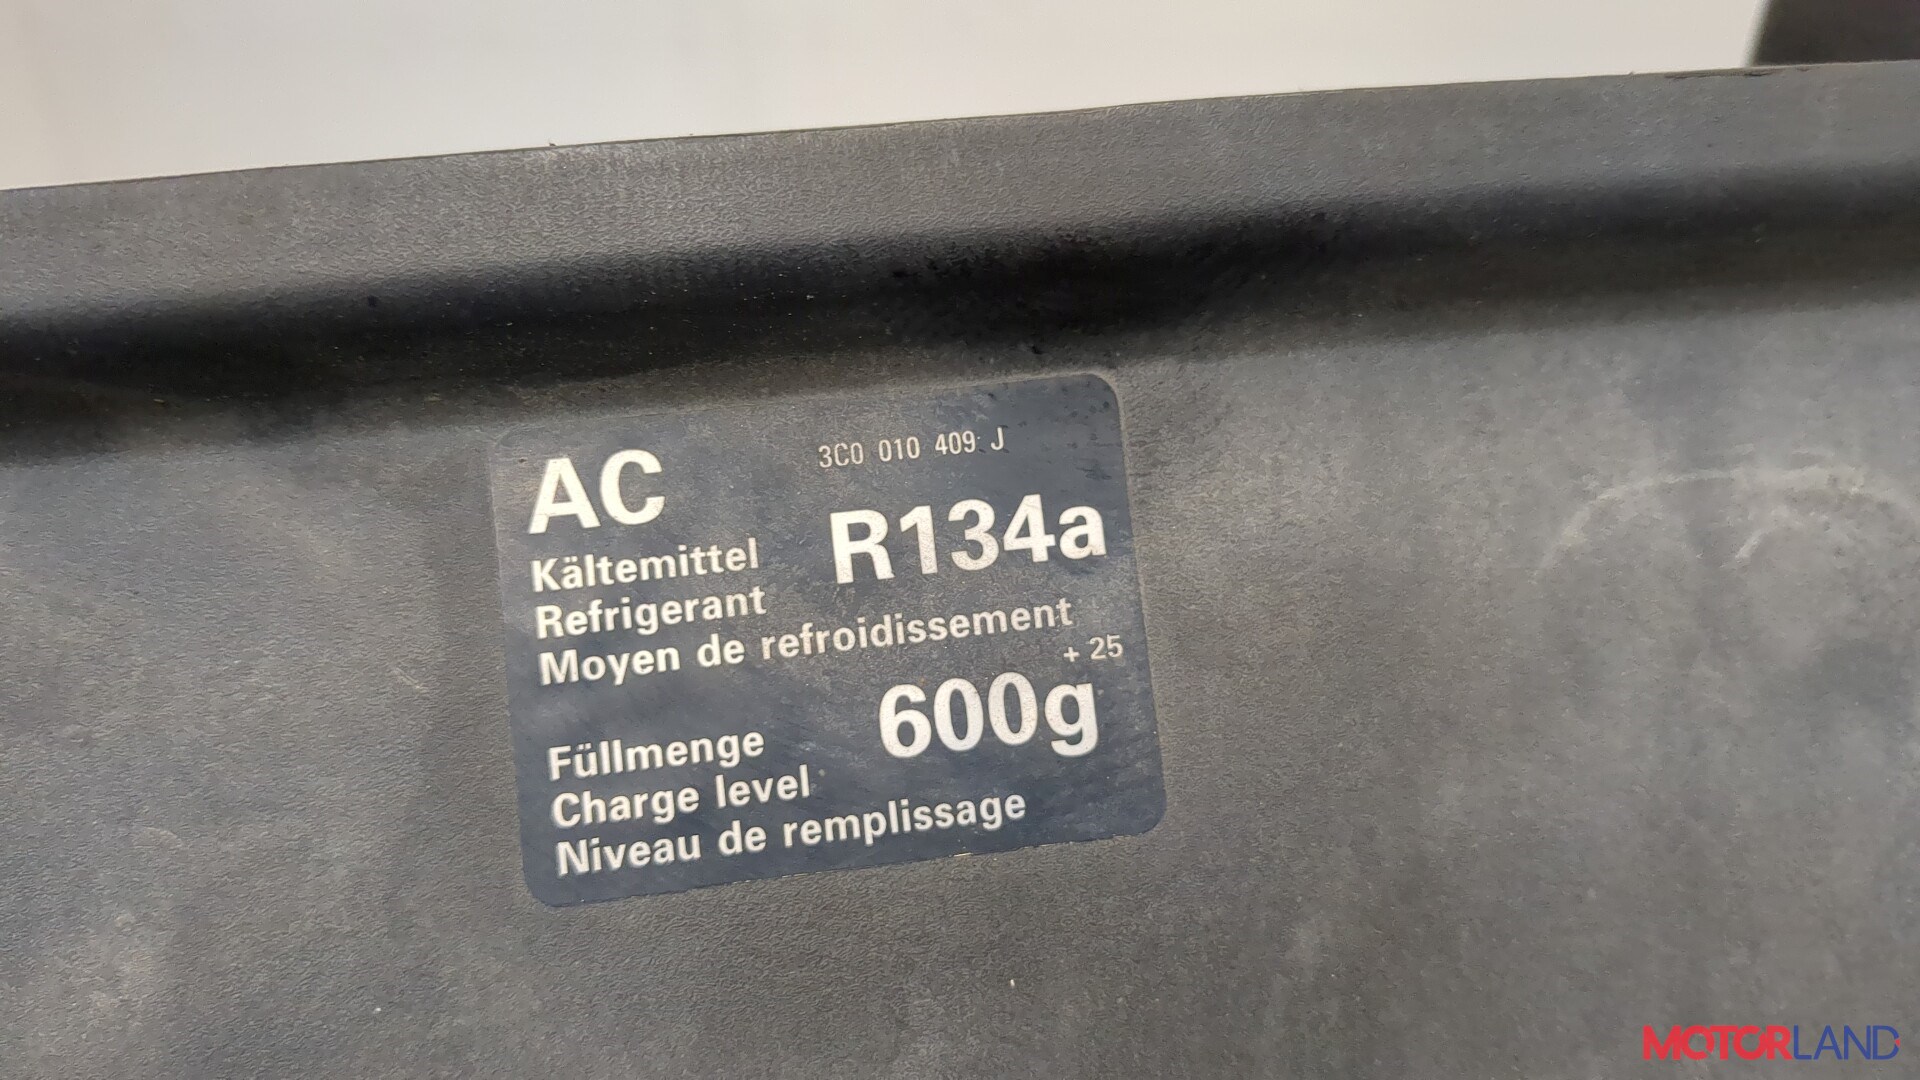 AC 3C0 010 409 J
Kältemittel R134a
Refrigerant
Moyen de refroidissement
+ 25
600g
Füllmenge
Charge level
Niveau de remplissage
MOTORLAND